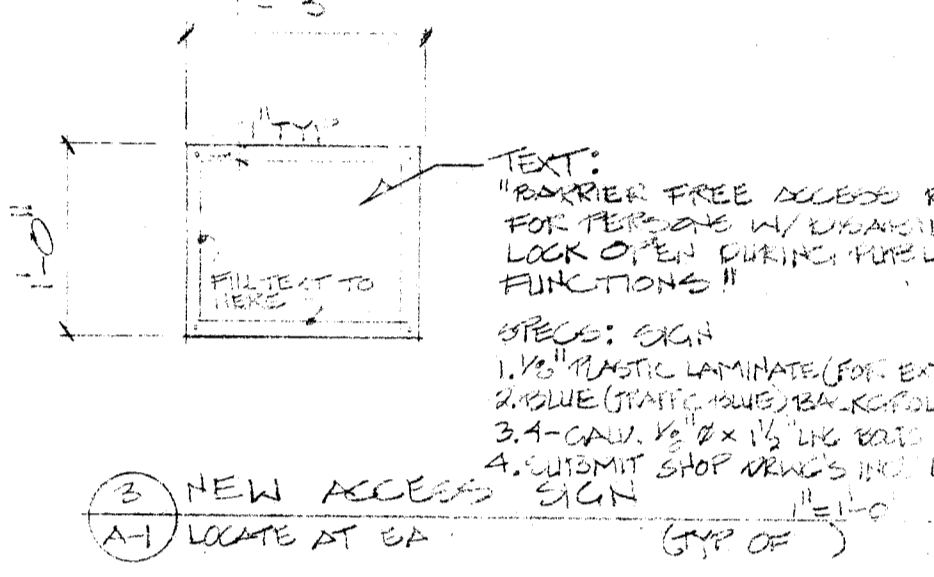 1'-3"
1" TYP
1'-0"
FILL TEXT TO
HERE
TEXT:
"BARRIER FREE ACCESS
FOR PERSONS W/
LOCK OPEN DURING
FUNCTIONS"
SPECS: SIGN
1. 1/8" PLASTIC LAMINATE (FOR
2. BLUE (TRAFFIC BLUE)
3. 4-GALV. 1/8" Ø x 1 1/2" LNG BOLTS
4. SUBMIT SHOP DRWG'S
3 NEW ACCESS SIGN
1"=1'-0"
A-1 LOCATE AT EA
(TYP OF )